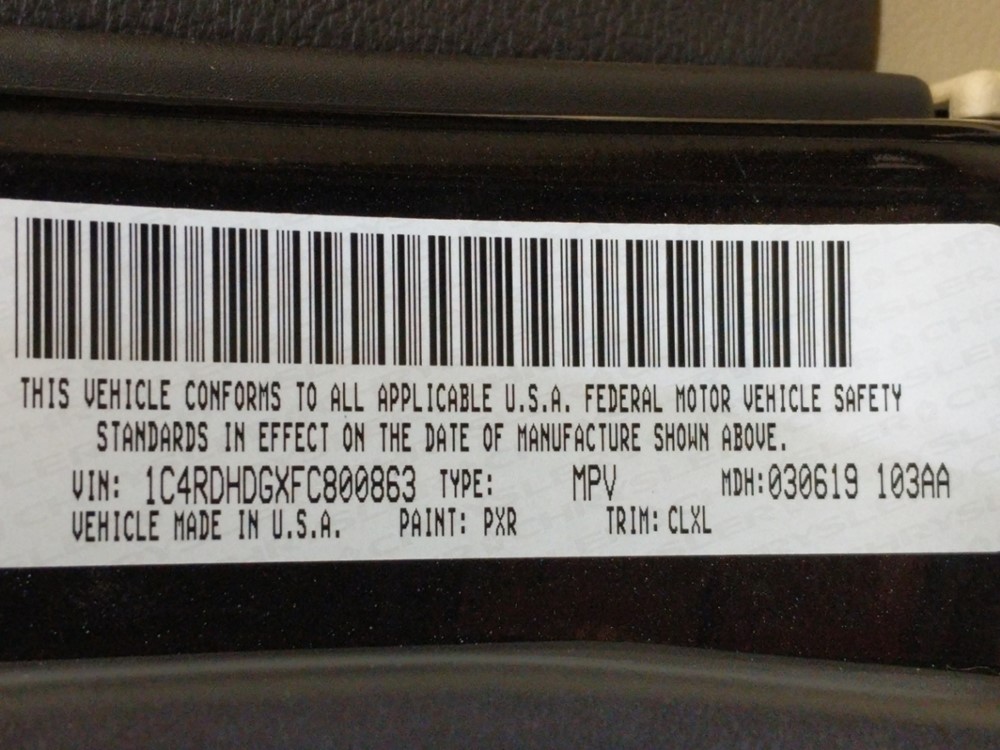 THIS VEHICLE CONFORMS TO ALL APPLICABLE U.S.A. FEDERAL MOTOR VEHICLE SAFETY
STANDARDS IN EFFECT ON THE DATE OF MANUFACTURE SHOWN ABOVE.
VIN: 1C4RDHDGXFC800863 TYPE: MPV MDH:030619 103AA
VEHICLE MADE IN U.S.A. PAINT: PXR TRIM: CLXL